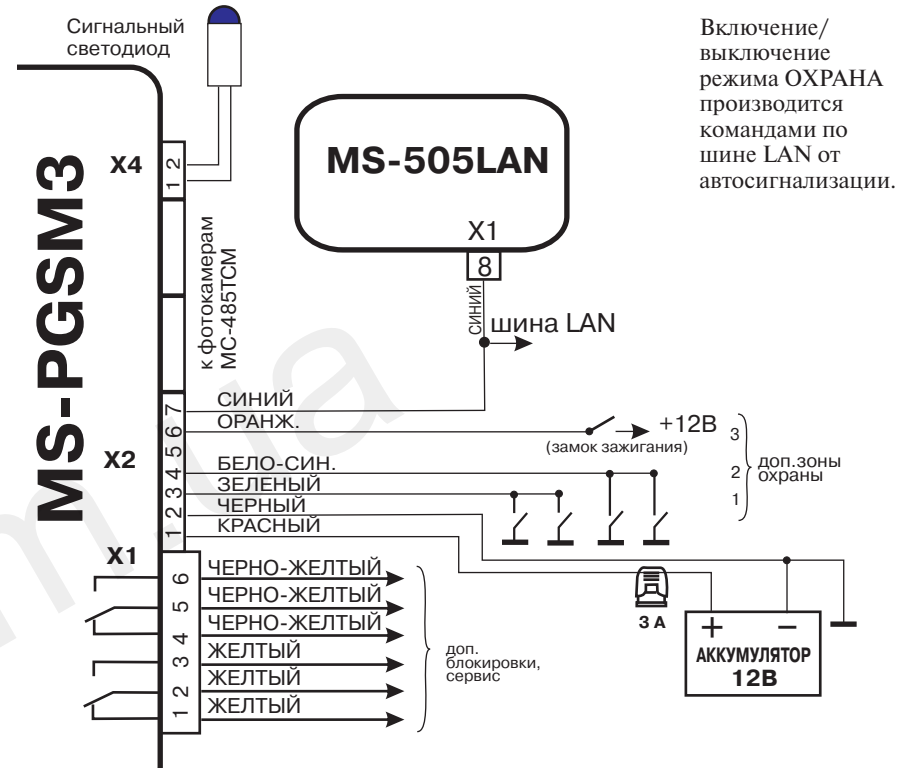 Сигнальный
светодиод
Включение/
выключение
режима ОХРАНА
производится
командами по
шине LAN от
автосигнализации.
MS-PGSM3
X4
2
1
MS-505LAN
X1
8
СИНИЙ
шина LAN
к фотокамерам
МС-485ТСМ
X2
7
6
5
4
3
2
1
СИНИЙ
ОРАНЖ.
БЕЛО-СИН.
ЗЕЛЕНЫЙ
ЧЕРНЫЙ
КРАСНЫЙ
+12В
(замок зажигания)
3
2
1
доп.зоны
охраны
3 А
+ −
АККУМУЛЯТОР
12В
X1
6
5
4
3
2
1
ЧЕРНО-ЖЕЛТЫЙ
ЧЕРНО-ЖЕЛТЫЙ
ЧЕРНО-ЖЕЛТЫЙ
ЖЕЛТЫЙ
ЖЕЛТЫЙ
ЖЕЛТЫЙ
доп.
блокировки,
сервис
m.ua